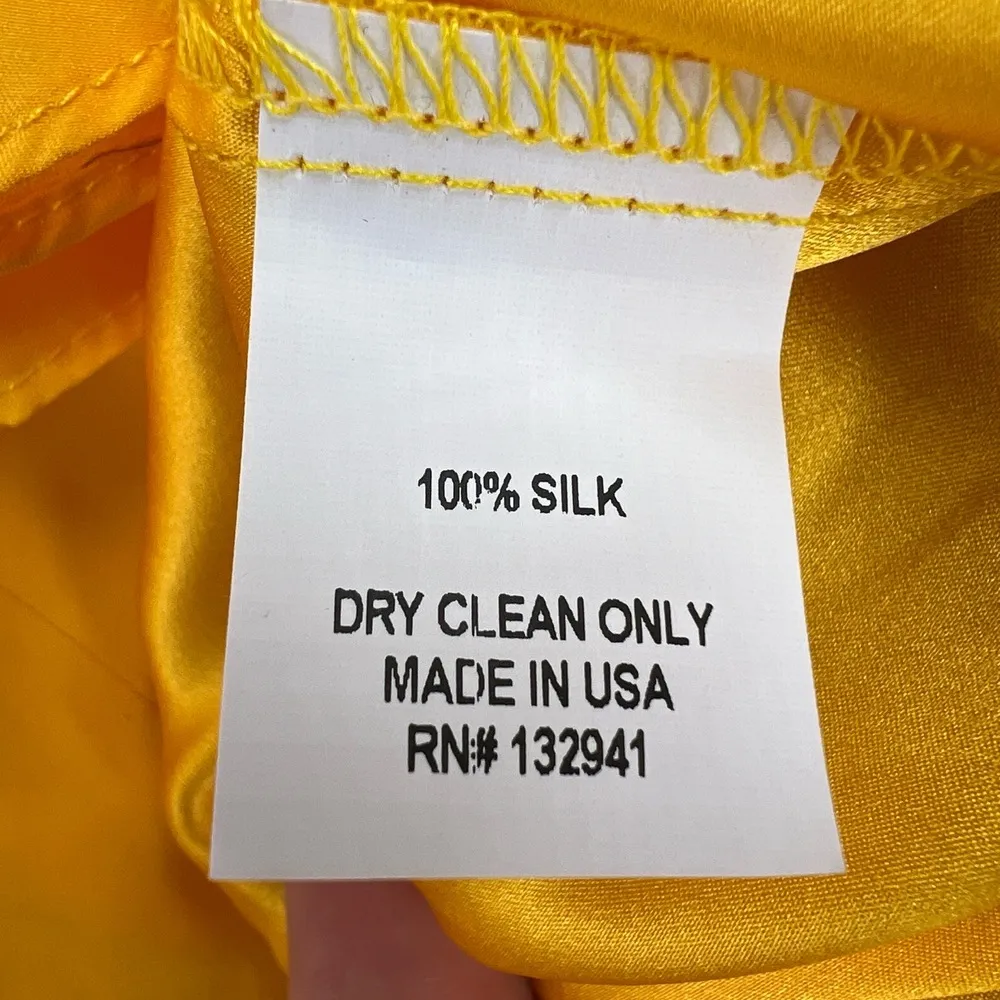 100% SILK
DRY CLEAN ONLY
MADE IN USA
RN# 132941